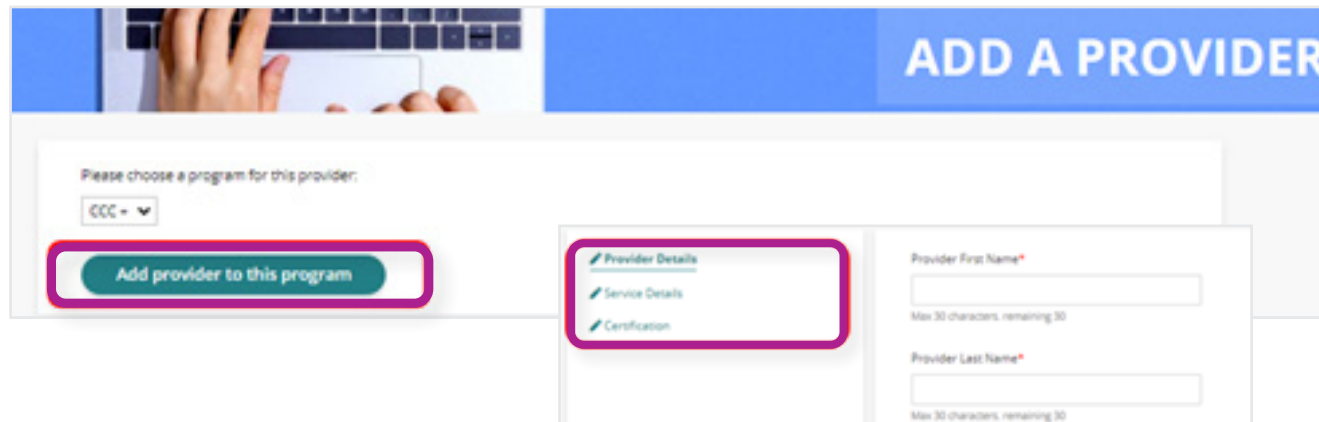 ADD A PROVIDER
Please choose a program for this provider:
CCC -
Add provider to this program
Provider Details
Service Details
Certification
Provider First Name*
Max 30 characters, remaining 30
Provider Last Name*
Max 30 characters, remaining 30